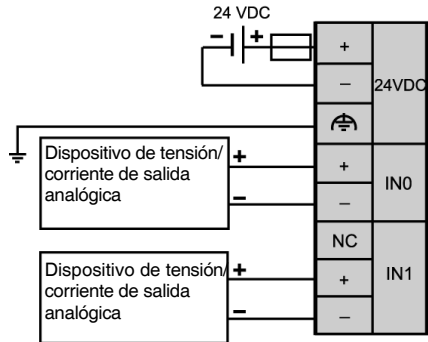 24 VDC
− + +
− 24VDC
Dispositivo de tensión/
corriente de salida
analógica
+ +
− −
IN0
NC
Dispositivo de tensión/
corriente de salida
analógica
+ +
− −
IN1